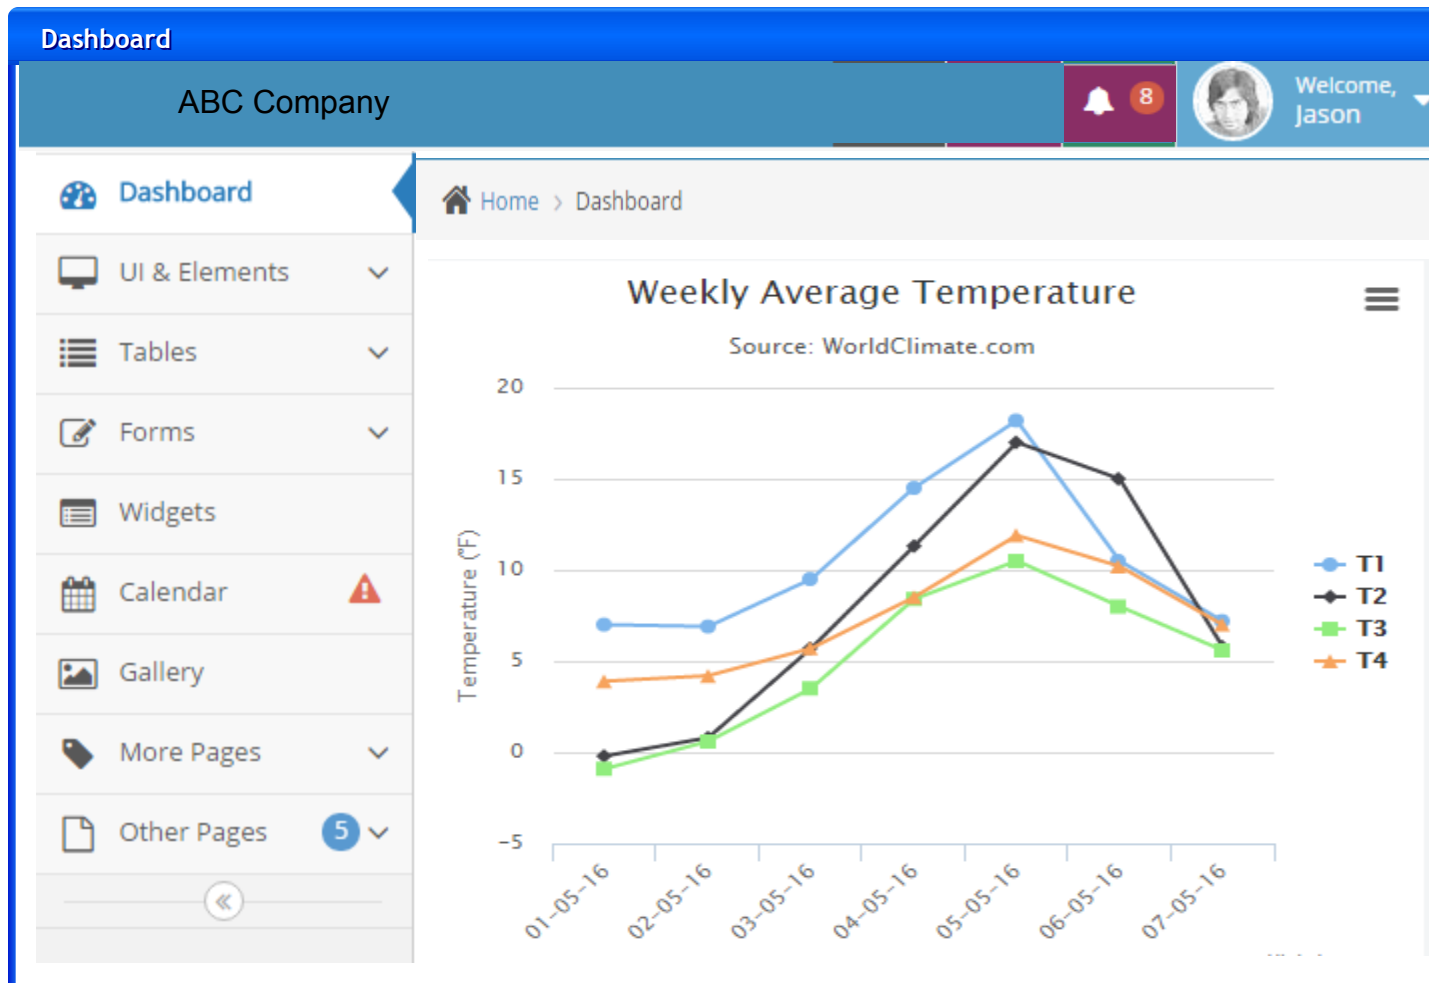 Dashboard
ABC Company
8
Welcome,
Jason
Dashboard
UI & Elements
Tables
Forms
Widgets
Calendar
Gallery
More Pages
Other Pages 5
Home > Dashboard
Weekly Average Temperature
Source: WorldClimate.com
Temperature (°F)
20
15
10
5
0
-5
01-05-16
02-05-16
03-05-16
04-05-16
05-05-16
06-05-16
07-05-16
T1
T2
T3
T4